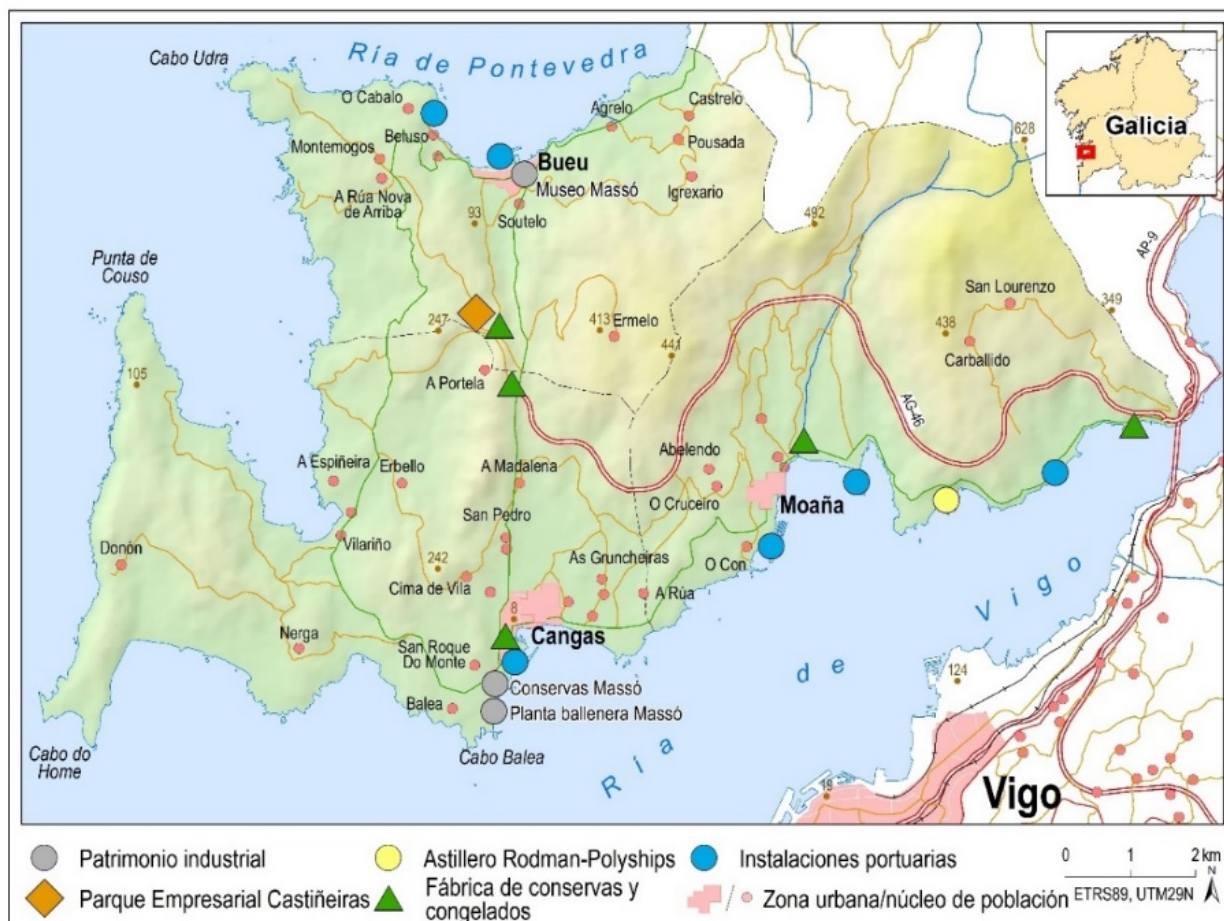 Ría de Pontevedra
Cabo Udra
O Cabalo
Agrelo
Castrelo
Galicia
628
Beluso
Montemogos
Bueu
Pousada
Museo Massó
Igrexario
A Rúa Nova
de Arriba
93
Soutelo
492
AP-9
Punta de
Couso
San Lourenzo
349
247
413
Ermelo
438
441
Carballido
105
A Portela
AG-46
A Espiñeira
Erbello
A Madalena
Abelendo
O Cruceiro
Moaña
San Pedro
Vilariño
Donón
242
As Gruncheiras
O Con
Cima de Vila
A Rúa
8
Nerga
Cangas
San Roque
Do Monte
Conservas Massó
Balea
Planta ballenera Massó
124
Cabo do
Home
Cabo Balea
Ría de Vigo
19
Vigo
Patrimonio industrial
Astillero Rodman-Polyships
Instalaciones portuarias
0 1 2 km
Parque Empresarial Castiñeiras
Fábrica de conservas y
congelados
/ Zona urbana/núcleo de población
ETRS89, UTM29N
N